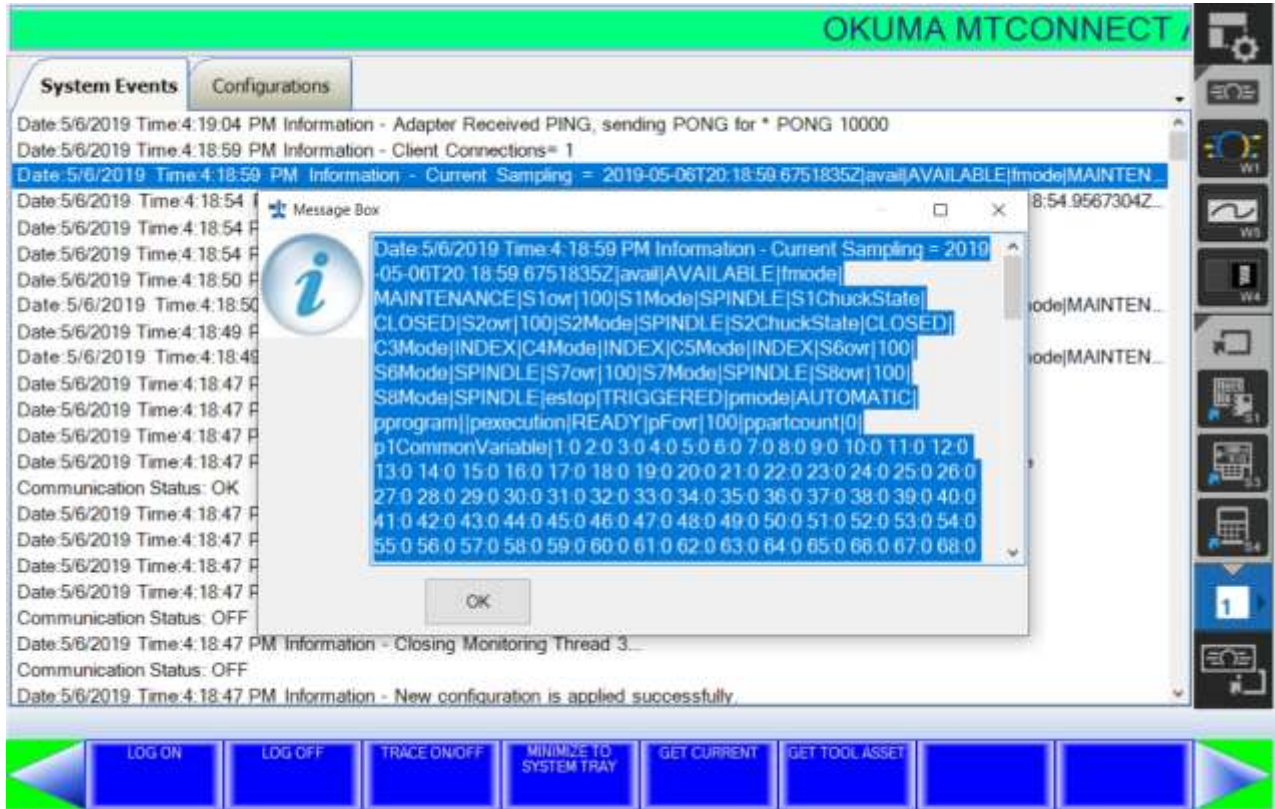 OKUMA MTCONNECT
System Events
Configurations
Date:5/6/2019 Time:4:19:04 PM Information - Adapter Received PING, sending PONG for * PONG 10000
Date:5/6/2019 Time:4:18:59 PM Information - Client Connections= 1
Date:5/6/2019 Time:4:18:59 PM Information - Current Sampling = 2019-05-06T20:18:59.6751835Z|avail|AVAILABLE|fmode|MAINTEN...
Date:5/6/2019 Time:4:18:54 8:54.9567304Z...
Date:5/6/2019 Time:4:18:54 P
Date:5/6/2019 Time:4:18:54 P
Date:5/6/2019 Time:4:18:50 P
Date:5/6/2019 Time:4:18:50 node|MAINTEN...
Date:5/6/2019 Time:4:18:49 P
Date:5/6/2019 Time:4:18:49 node|MAINTEN...
Date:5/6/2019 Time:4:18:47 P
Date:5/6/2019 Time:4:18:47 P
Date:5/6/2019 Time:4:18:47 P
Date:5/6/2019 Time:4:18:47 P
Communication Status: OK
Date:5/6/2019 Time:4:18:47 P
Date:5/6/2019 Time:4:18:47 P
Date:5/6/2019 Time:4:18:47 P
Date:5/6/2019 Time:4:18:47 P
Communication Status: OFF
Date:5/6/2019 Time:4:18:47 PM Information - Closing Monitoring Thread 3...
Communication Status: OFF
Date:5/6/2019 Time:4:18:47 PM Information - New configuration is applied successfully.
Message Box
Date:5/6/2019 Time:4:18:59 PM Information - Current Sampling = 2019
-05-06T20:18:59.6751835Z|avail|AVAILABLE|fmode|
MAINTENANCE|S1ovr|100|S1Mode|SPINDLE|S1ChuckState|
CLOSED|S2ovr|100|S2Mode|SPINDLE|S2ChuckState|CLOSED|
C3Mode|INDEX|C4Mode|INDEX|C5Mode|INDEX|S6ovr|100|
S6Mode|SPINDLE|S7ovr|100|S7Mode|SPINDLE|S8ovr|100|
S8Mode|SPINDLE|estop|TRIGGERED|pmode|AUTOMATIC|
pprogram||pexecution|READY|pFovr|100|ppartcount|0|
p1CommonVariable|1:0 2:0 3:0 4:0 5:0 6:0 7:0 8:0 9:0 10:0 11:0 12:0
13:0 14:0 15:0 16:0 17:0 18:0 19:0 20:0 21:0 22:0 23:0 24:0 25:0 26:0
27:0 28:0 29:0 30:0 31:0 32:0 33:0 34:0 35:0 36:0 37:0 38:0 39:0 40:0
41:0 42:0 43:0 44:0 45:0 46:0 47:0 48:0 49:0 50:0 51:0 52:0 53:0 54:0
55:0 56:0 57:0 58:0 59:0 60:0 61:0 62:0 63:0 64:0 65:0 66:0 67:0 68:0
OK
W1
W5
W4
S1
S3
S4
1
LOG ON
LOG OFF
TRACE ON/OFF
MINIMIZE TO
SYSTEM TRAY
GET CURRENT
GET TOOL ASSET